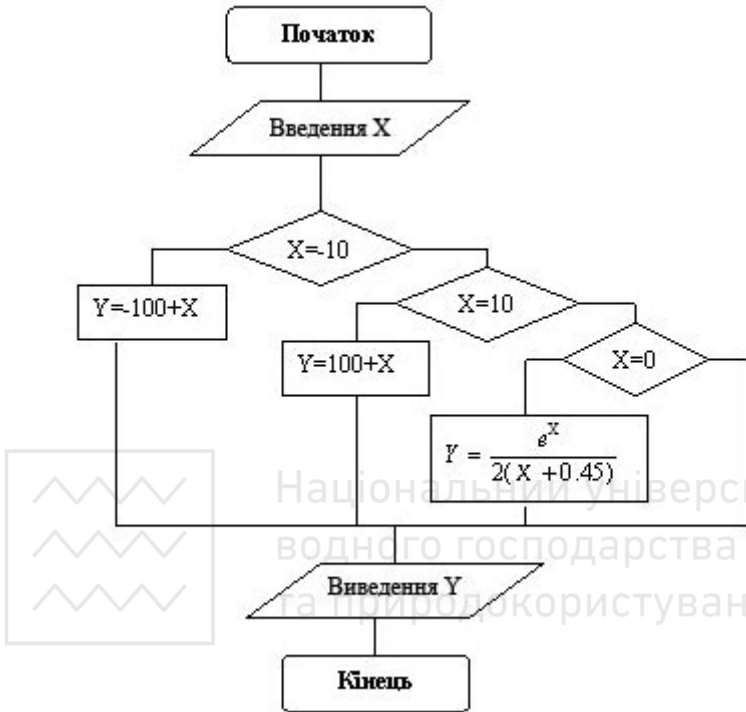 Початок
Введення X
X=-10
Y=-100+X
X=10
Y=100+X
X=0
Y = e^X / 2(X+0.45)
Національний універс
водного господарства
та природокористуван
Виведення Y
Кінець